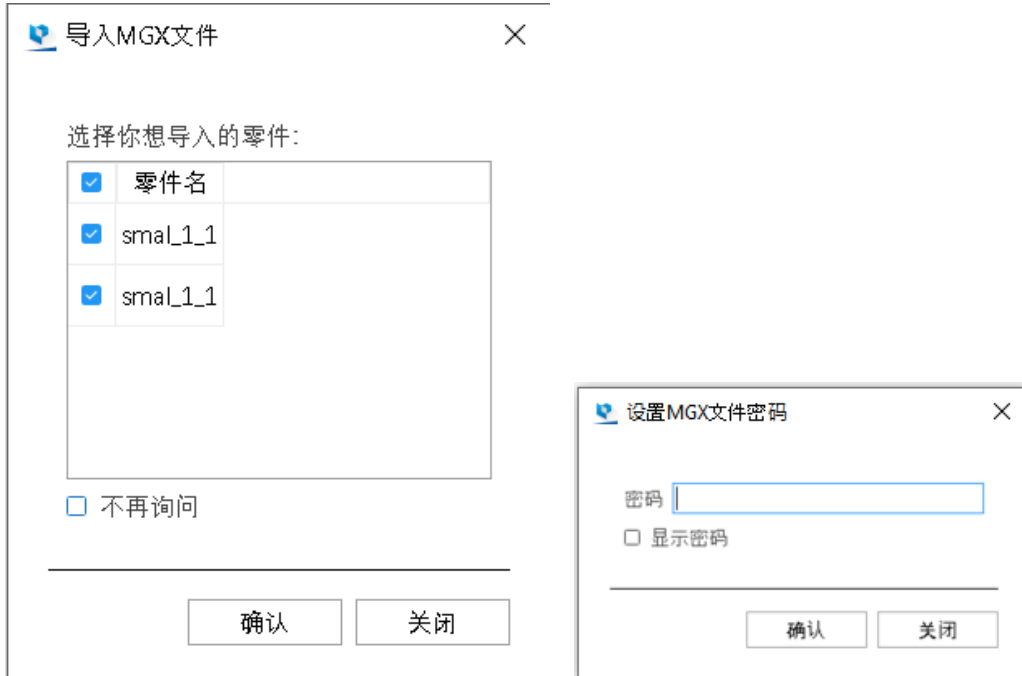 导入MGX文件
选择你想导入的零件:
零件名
smal_1_1
smal_1_1
不再询问
确认 关闭
设置MGX文件密码
密码
显示密码
确认 关闭